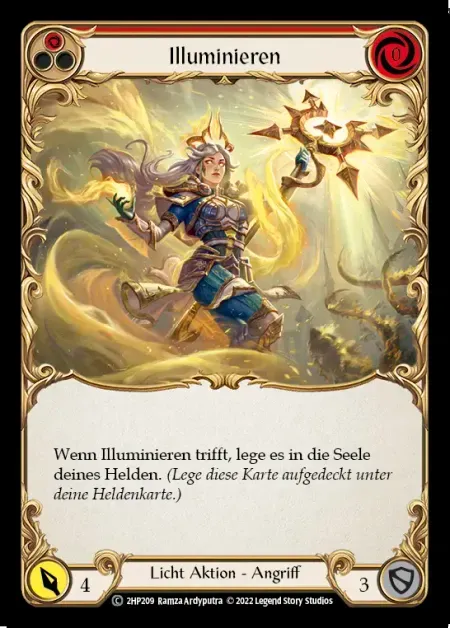 Illuminieren
0
Wenn Illuminieren trifft, lege es in die Seele
deines Helden. (Lege diese Karte aufgedeckt unter
deine Heldenkarte.)
4
Licht Aktion - Angriff
3
C 2HP209 Ramza Ardyputra © 2022 Legend Story Studios